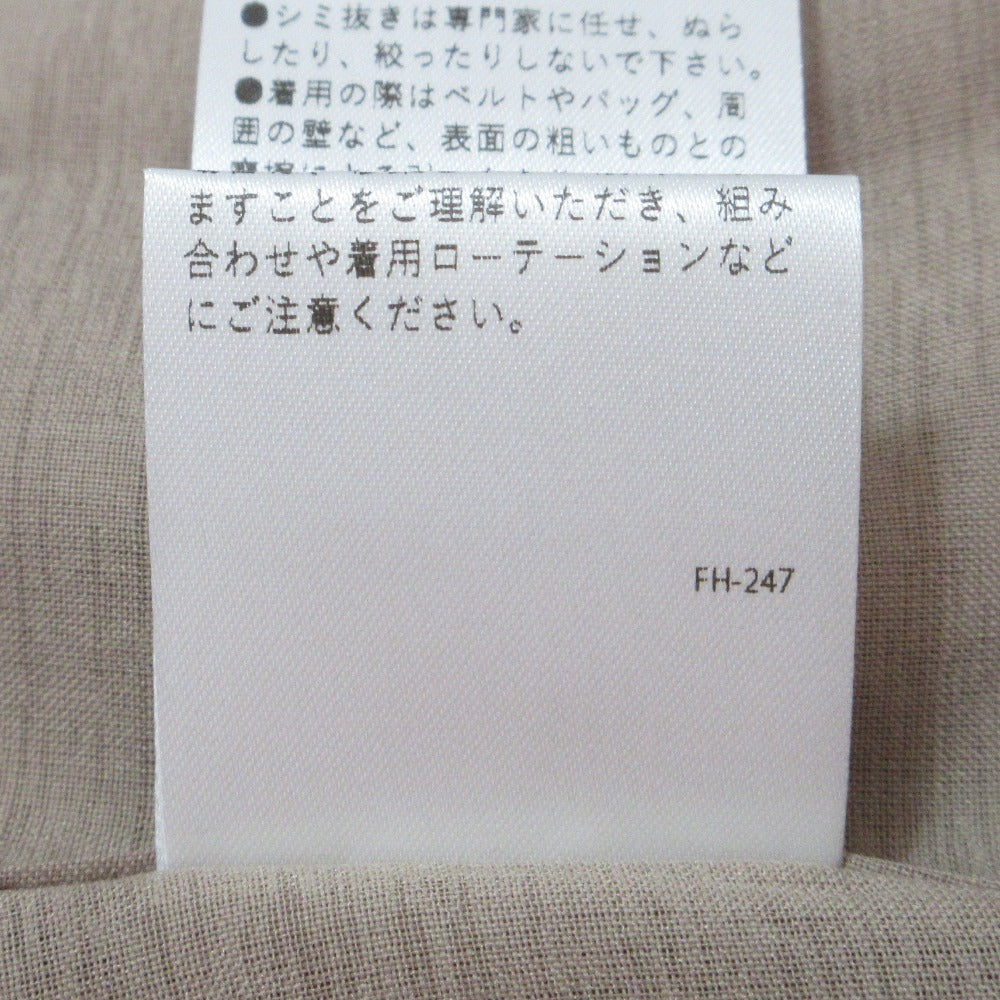 ●シミ抜きは専門家に任せ、ぬら
したり、絞ったりしないで下さい。
●着用の際はベルトやバッグ、周
囲の壁など、表面の粗いものとの
ますことをご理解いただき、組み
合わせや着用ローテーションなど
にご注意ください。
FH-247